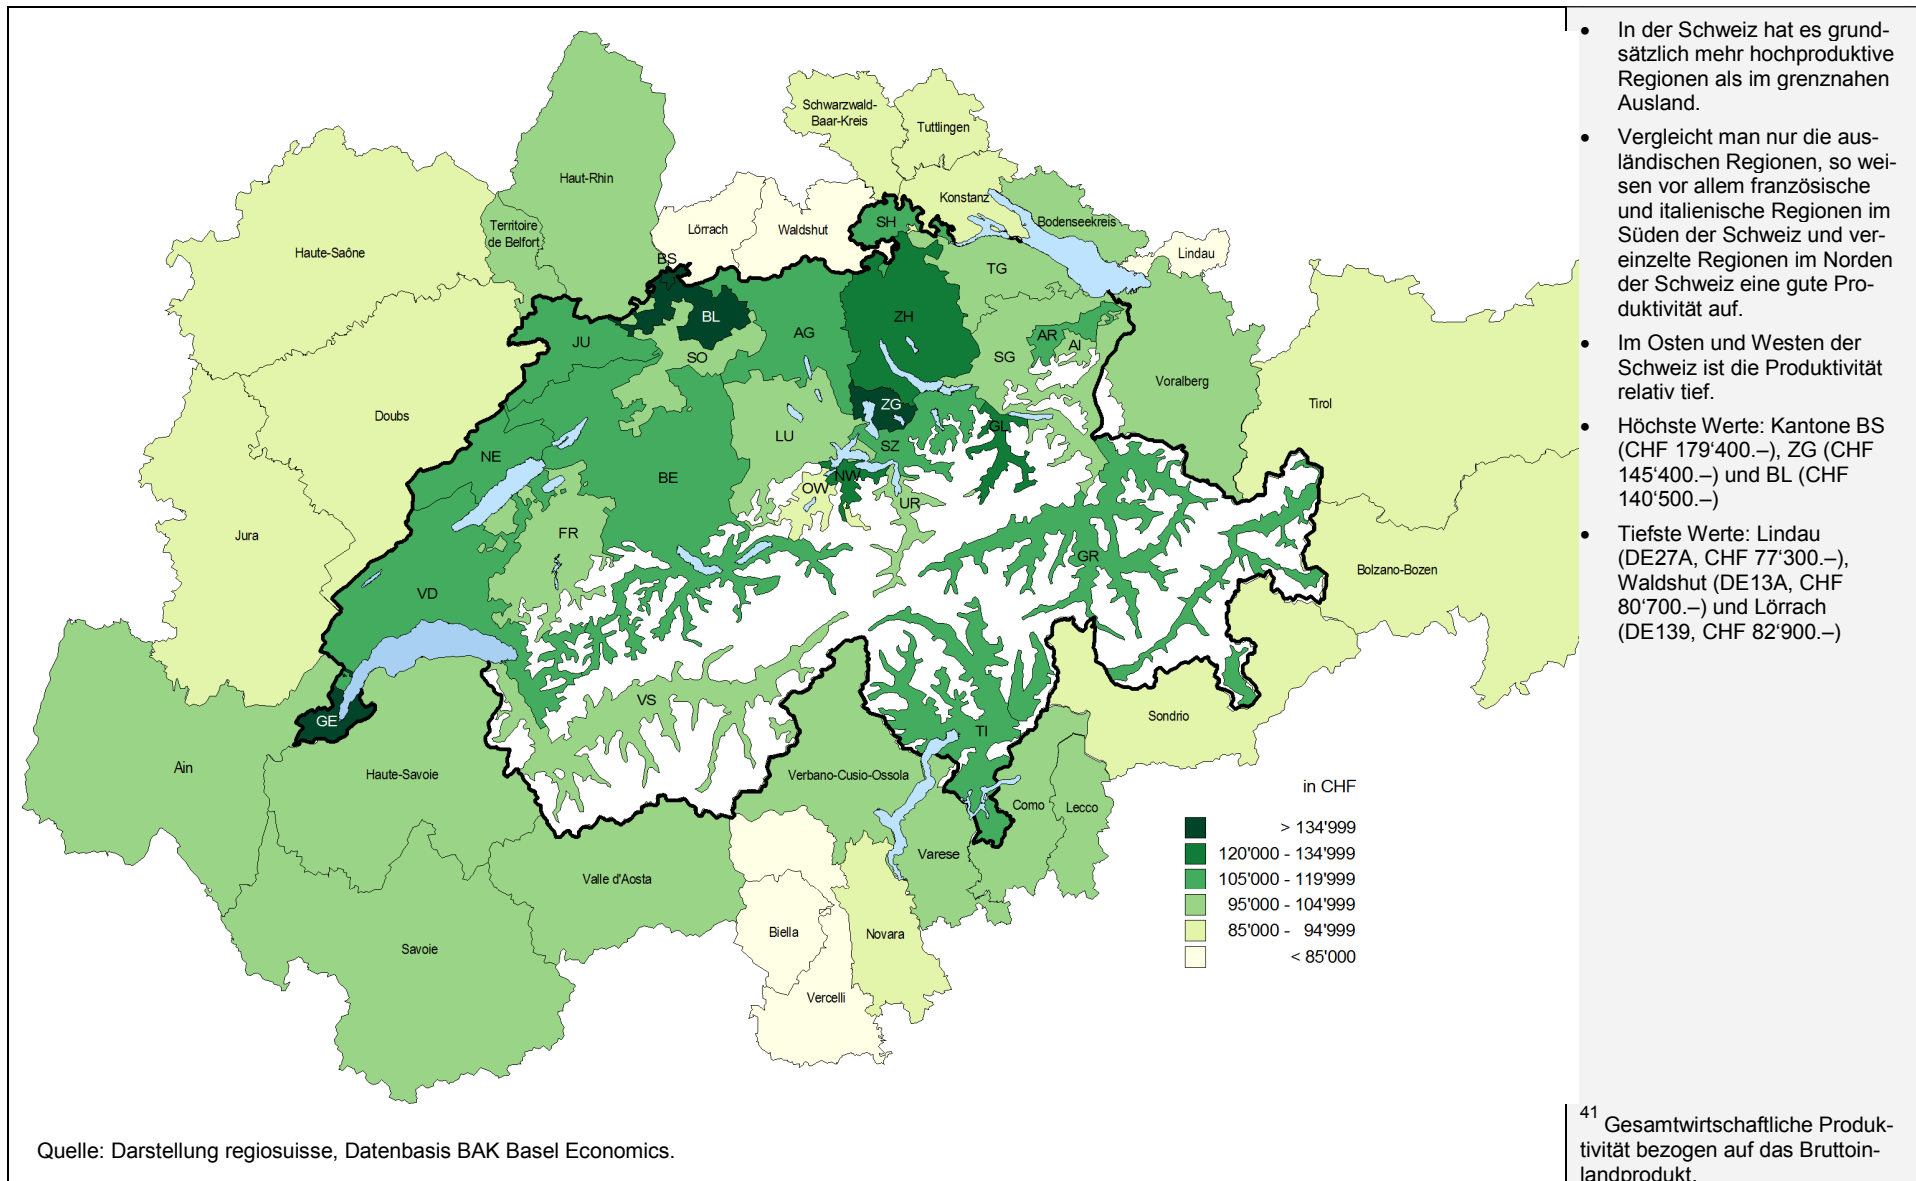 Schwarzwald-
Baar-Kreis
Tuttlingen
Haut-Rhin
Konstanz
Territoire
de Belfort
Lörrach
Waldshut
SH
Bodenseekreis
Haute-Saône
BS
TG
Lindau
BL
AG
ZH
JU
SO
AR
AI
SG
Voralberg
Doubs
ZG
Tirol
LU
GL
NE
SZ
BE
OW
NW
UR
Jura
FR
GR
Bolzano-Bozen
VD
VS
Sondrio
GE
TI
Ain
Haute-Savoie
Verbano-Cusio-Ossola
Como
Lecco
Varese
Valle d'Aosta
Biella
Novara
Savoie
Vercelli
in CHF
> 134'999
120'000 - 134'999
105'000 - 119'999
95'000 - 104'999
85'000 - 94'999
< 85'000
Quelle: Darstellung regiosuisse, Datenbasis BAK Basel Economics.
• In der Schweiz hat es grund-
sätzlich mehr hochproduktive
Regionen als im grenznahen
Ausland.
• Vergleicht man nur die aus-
ländischen Regionen, so wei-
sen vor allem französische
und italienische Regionen im
Süden der Schweiz und ver-
einzelte Regionen im Norden
der Schweiz eine gute Pro-
duktivität auf.
• Im Osten und Westen der
Schweiz ist die Produktivität
relativ tief.
• Höchste Werte: Kantone BS
(CHF 179‘400.–), ZG (CHF
145‘400.–) und BL (CHF
140‘500.–)
• Tiefste Werte: Lindau
(DE27A, CHF 77‘300.–),
Waldshut (DE13A, CHF
80‘700.–) und Lörrach
(DE139, CHF 82‘900.–)
41 Gesamtwirtschaftliche Produk-
tivität bezogen auf das Bruttoin-
landprodukt.